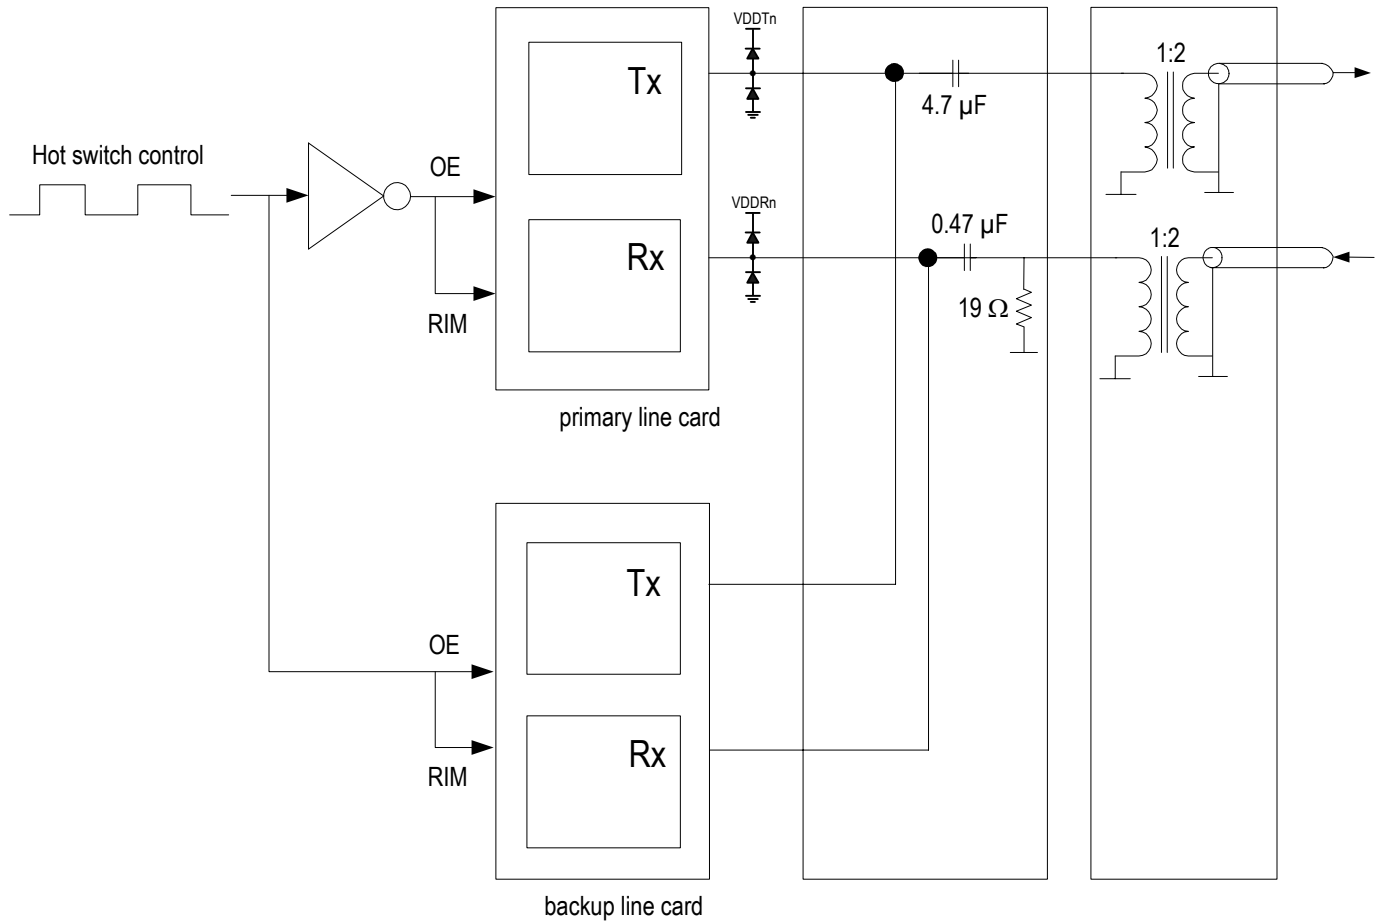 VDDTn
Tx
1:2
4.7 µF
Hot switch control
OE
VDDRn
Rx
0.47 µF
1:2
19 Ω
RIM
primary line card
Tx
OE
Rx
RIM
backup line card